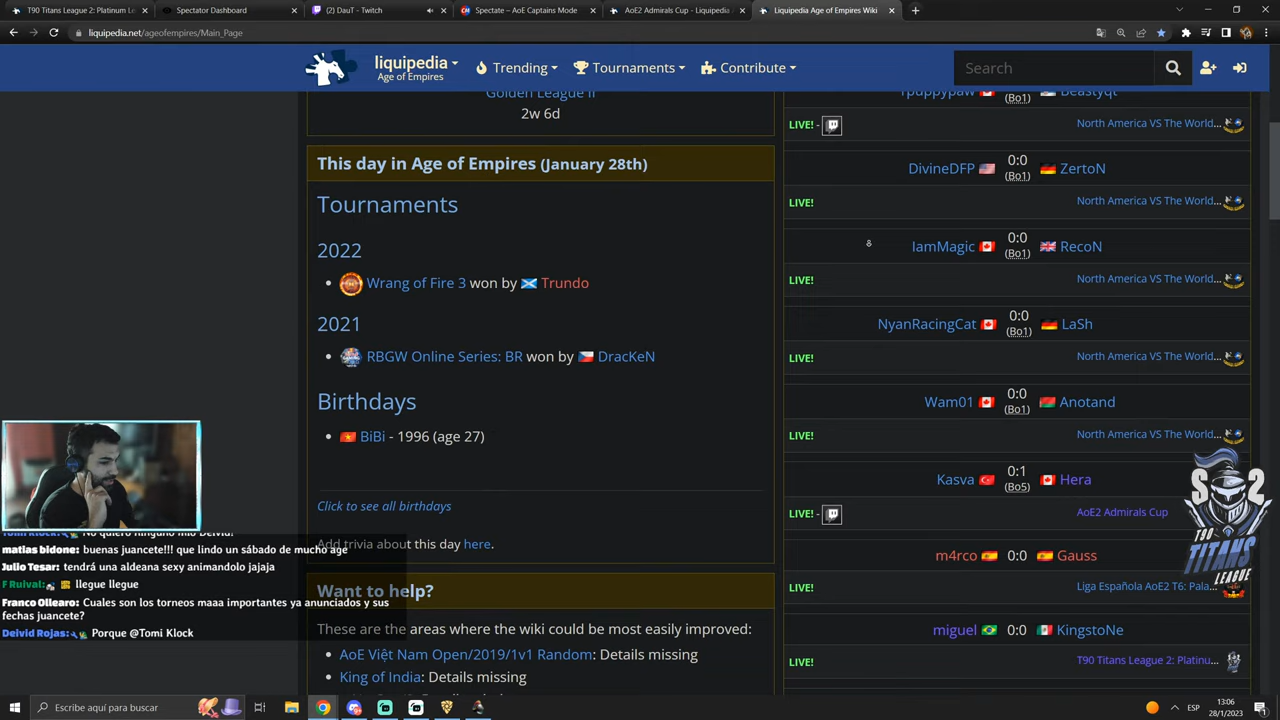 T90 Titans League 2: Platinum Le
Spectator Dashboard
(2) DauT - Twitch
Spectate – AoE Captains Mode
AoE2 Admirals Cup - Liquipedia
Liquipedia Age of Empires Wiki
liquipedia.net/ageofempires/Main_Page
liquipedia
Age of Empires
Trending
Tournaments
Contribute
Search
Golden League II
2w 6d
This day in Age of Empires (January 28th)
Tournaments
2022
Wrang of Fire 3 won by Trundo
2021
RBGW Online Series: BR won by DracKeN
Birthdays
BiBi - 1996 (age 27)
Click to see all birthdays
Add trivia about this day here.
Want to help?
These are the areas where the wiki could be most easily improved:
AoE Việt Nam Open/2019/1v1 Random: Details missing
King of India: Details missing
(Bo1)
LIVE! -
North America VS The World...
DivineDFP 0:0 ZertoN
(Bo1)
LIVE!
North America VS The World...
IamMagic 0:0 RecoN
(Bo1)
LIVE!
North America VS The World...
NyanRacingCat 0:0 LaSh
(Bo1)
LIVE!
North America VS The World...
Wam01 0:0 Anotand
(Bo1)
LIVE!
North America VS The World...
Kasva 0:1 Hera
(Bo5)
LIVE! -
AoE2 Admirals Cup
m4rco 0:0 Gauss
LIVE!
Liga Española AoE2 T6: Pala...
miguel 0:0 KingstoNe
LIVE!
T90 Titans League 2: Platinu...
S 2
T90
TITANS
LEAGUE
Tomi Klock: No quiero ninguno mio Deivid!
matias bidone: buenas juancete!!! que lindo un sábado de mucho age
Julio Tesar: tendrá una aldeana sexy animandolo jajaja
F Ruival: llegue llegue
Franco Ollearo: Cuales son los torneos maaa importantes ya anunciados y sus
fechas juancete?
Deivid Rojas: Porque @Tomi Klock
Escribe aquí para buscar
ESP
13:06
28/1/2023